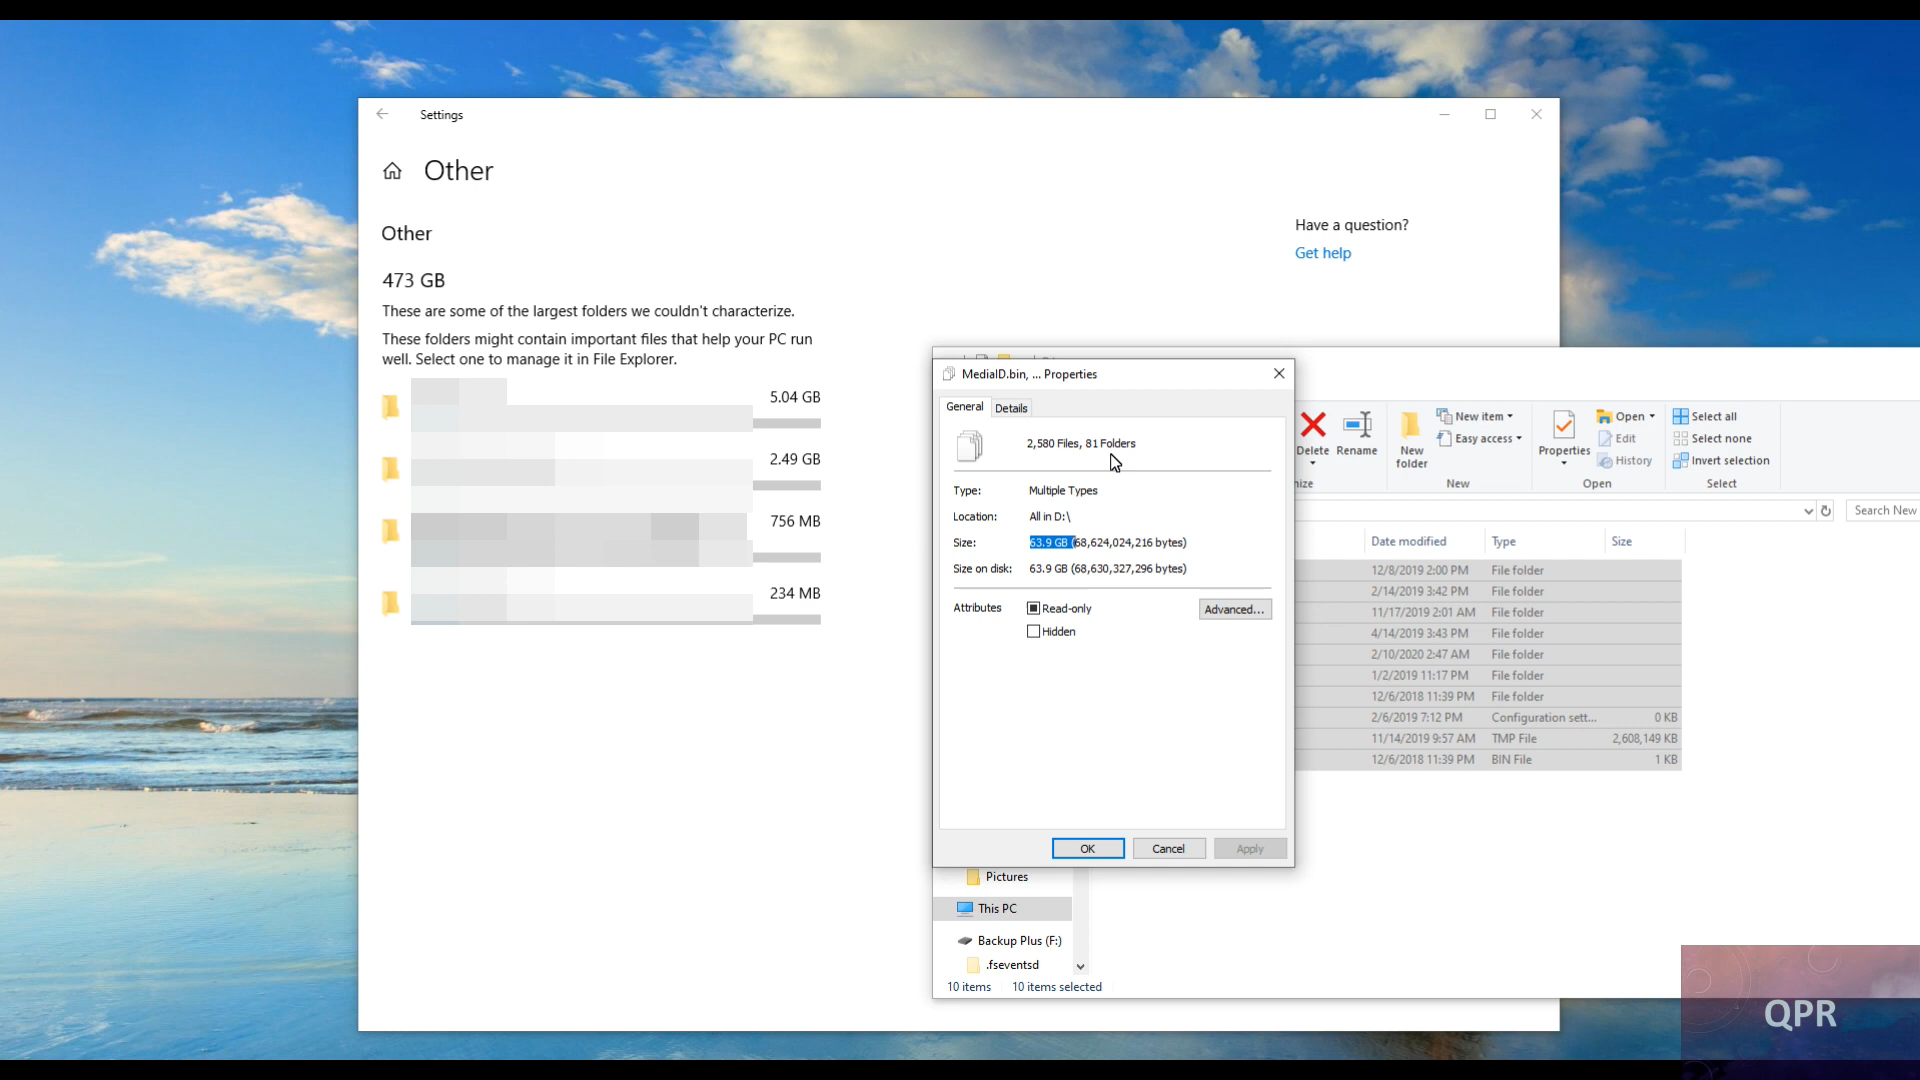 Settings
Other
Other
473 GB
These are some of the largest folders we couldn't characterize.
These folders might contain important files that help your PC run
well. Select one to manage it in File Explorer.
5.04 GB
2.49 GB
756 MB
234 MB
Have a question?
Get help
MediaID.bin, ... Properties
General
Details
2,580 Files, 81 Folders
Type: Multiple Types
Location: All in D:\
Size: 63.9 GB (68,624,024,216 bytes)
Size on disk: 63.9 GB (68,630,327,296 bytes)
Attributes
Read-only
Hidden
Advanced...
OK
Cancel
Apply
Delete
Rename
New
folder
New item
Easy access
New
Properties
Open
Edit
History
Open
Select all
Select none
Invert selection
Select
Search New
Date modified Type Size
12/8/2019 2:00 PM File folder
2/14/2019 3:42 PM File folder
11/17/2019 2:01 AM File folder
4/14/2019 3:43 PM File folder
2/10/2020 2:47 AM File folder
1/2/2019 11:17 PM File folder
12/6/2018 11:39 PM File folder
2/6/2019 7:12 PM Configuration sett... 0 KB
11/14/2019 9:57 AM TMP File 2,608,149 KB
12/6/2018 11:39 PM BIN File 1 KB
Pictures
This PC
Backup Plus (F:)
.fseventsd
10 items 10 items selected
QPR